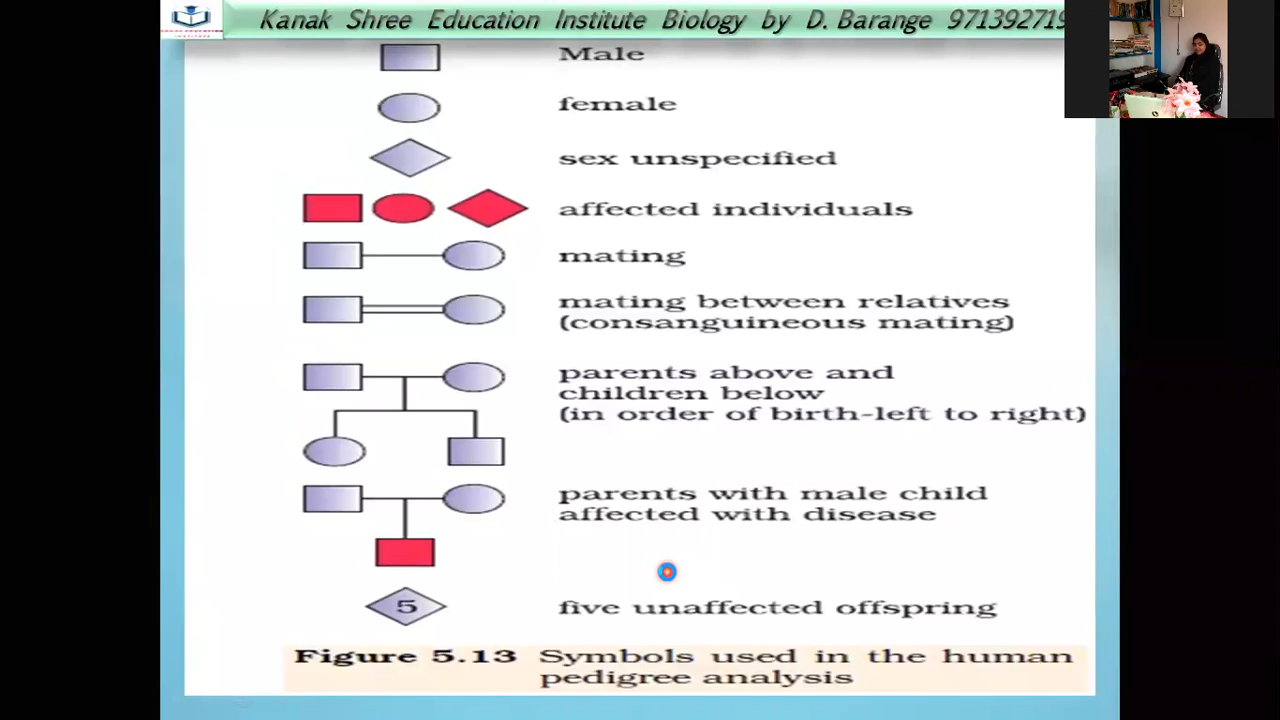 Kanak Shree Education Institute Biology by D. Barange 971392719
Male
female
sex unspecified
affected individuals
mating
mating between relatives
(consanguineous mating)
parents above and
children below
(in order of birth-left to right)
parents with male child
affected with disease
5 five unaffected offspring
Figure 5.13 Symbols used in the human
pedigree analysis